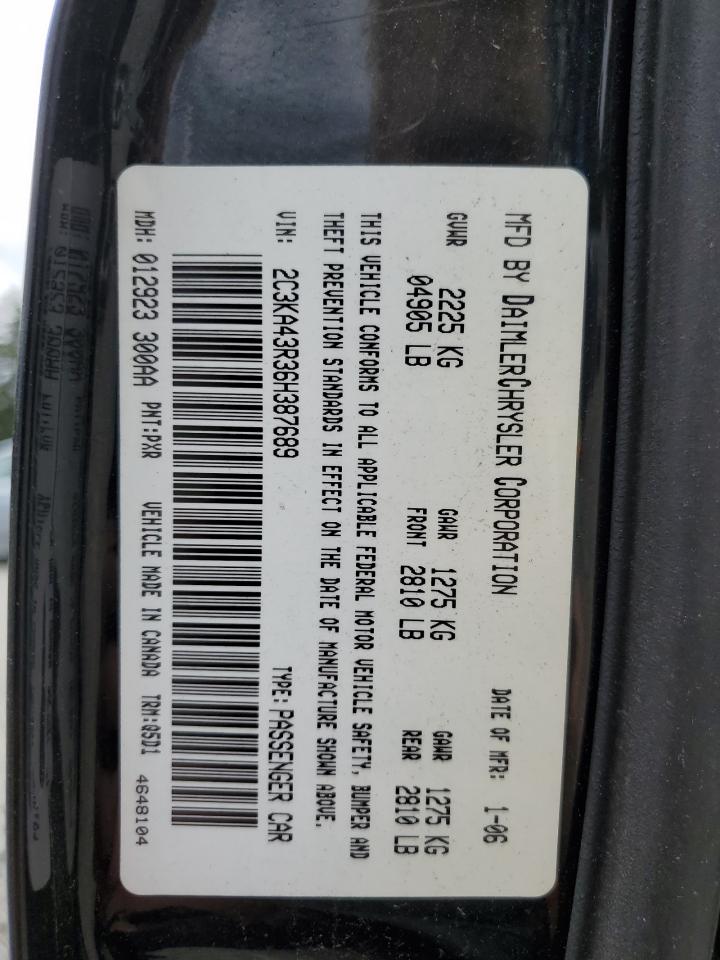 MFD BY DAIMLERCHRYSLER CORPORATION DATE OF MFR: 1-06
GVWR 2225 KG GAWR 1275 KG GAWR 1275 KG
04905 LB FRONT 2810 LB REAR 2810 LB
THIS VEHICLE CONFORMS TO ALL APPLICABLE FEDERAL MOTOR VEHICLE SAFETY, BUMPER AND
THEFT PREVENTION STANDARDS IN EFFECT ON THE DATE OF MANUFACTURE SHOWN ABOVE.
VIN: 2C3KA43R36H387689 TYPE: PASSENGER CAR
MDH: 012923 300AA PNT:PXR VEHICLE MADE IN CANADA TRM:Q5D1 4648104